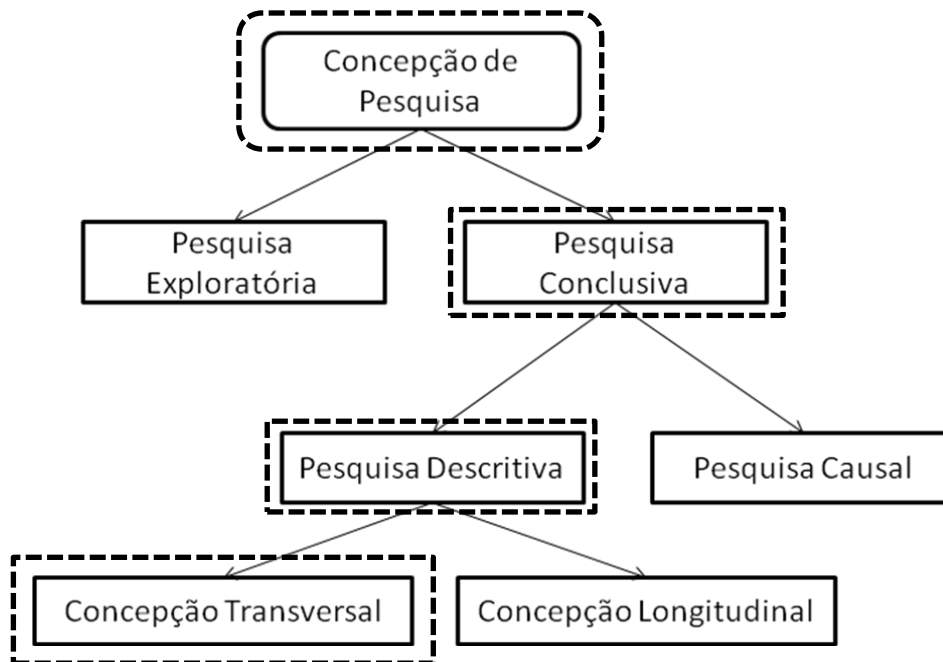 Concepção de
Pesquisa
Pesquisa
Exploratória
Pesquisa
Conclusiva
Pesquisa Descritiva
Pesquisa Causal
Concepção Transversal
Concepção Longitudinal